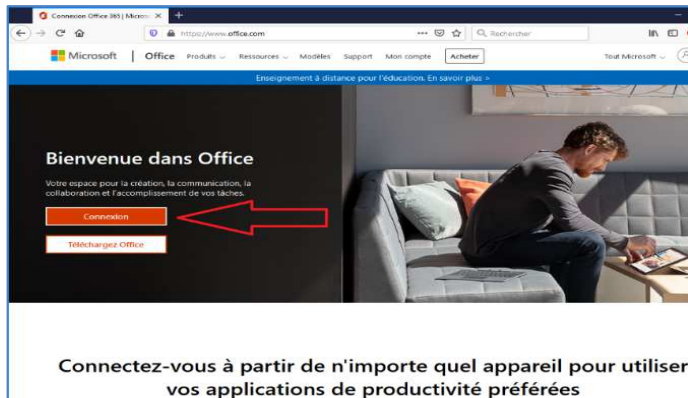 Connexion Office 365 | Micros
https://www.office.com
Rechercher
Microsoft | Office Produits Ressources Modèles Support Mon compte Acheter Tout Microsoft
Enseignement à distance pour l'éducation. En savoir plus >
Bienvenue dans Office
Votre espace pour la création, la communication, la
collaboration et l'accomplissement de vos tâches.
Connexion
Téléchargez Office
Connectez-vous à partir de n'importe quel appareil pour utiliser
vos applications de productivité préférées